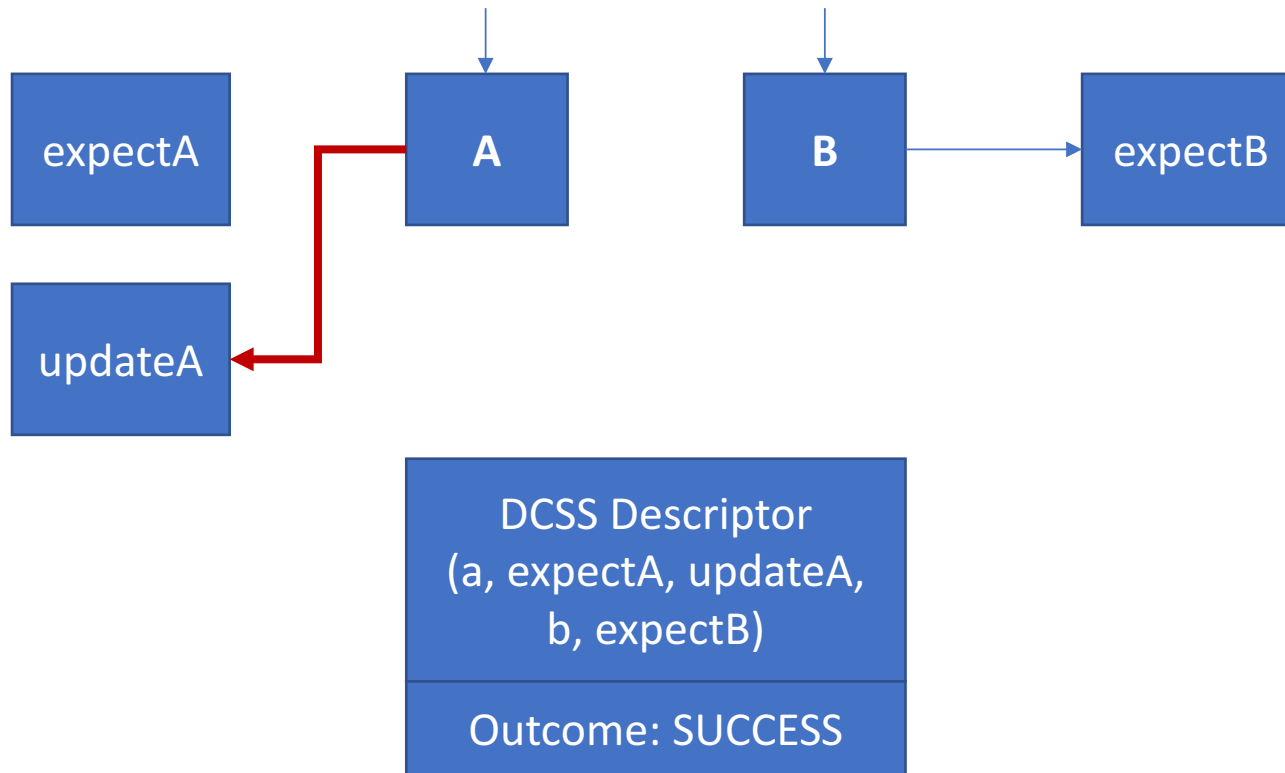 expectA
A
B
expectB
updateA
DCSS Descriptor
(a, expectA, updateA,
b, expectB)
Outcome: SUCCESS